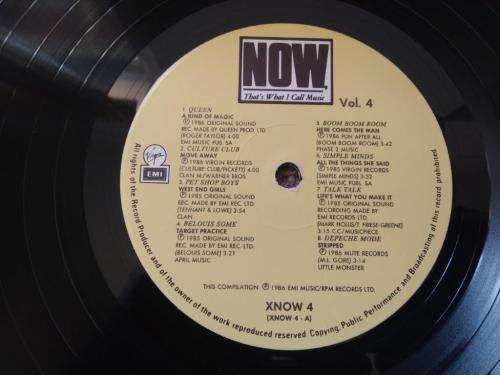 NOW,
That's What I Call Music
Vol. 4
1. QUEEN
A KIND OF MAGIC
℗1986 ORIGINAL SOUND
REC. MADE BY QUEEN PROD. LTD
(ROGER TAYLOR) 4:00
EMI MUSIC PUB. SA
2. CULTURE CLUB
MOVE AWAY
℗1986 VIRGIN RECORDS
(CULTURE CLUB/PICKETT) 4:00
CLAN M./WARNER BROS.
3. PET SHOP BOYS
WEST END GIRLS
℗1985 ORIGINAL SOUND
REC. MADE BY EMI REC. LTD
(TENNANT & LOWE) 3:54
CLAN
4. BELOUIS SOME
TARGET PRACTICE
℗1985 ORIGINAL SOUND
REC. MADE BY EMI REC. LTD.
(BELOUIS SOME) 3:21
APRIL MUSIC
5. BOOM BOOM ROOM
HERE COMES THE MAN
℗1986 FUN AFTER ALL
(BOOM BOOM ROOM) 3:42
PHASE 2 MUSIC
6. SIMPLE MINDS
ALL THE THINGS SHE SAID
℗1985 VIRGIN RECORDS
(SIMPLE MINDS) 3:52
EMI MUSIC PUBL. SA
7. TALK TALK
LIFE'S WHAT YOU MAKE IT
℗1985 ORIGINAL SOUND
RECORDING MADE BY
EMI RECORDS LTD
(MARK HOLLIS/T. FRIESE-GREENE)
3:15 C.C/MUSICPIECE
8. DEPECHE MODE
STRIPPED
℗1986 MUTE RECORDS
(M.L. GORE) 3:14
LITTLE MONSTER
Virgin
EMI
THIS COMPILATION ℗1986 EMI MUSIC/RPM RECORDS LTD.
XNOW 4
(XNOW 4 - A)
All rights of the Record Producer and of the owner of the work reproduced reserved. Copying, Public Performance and Broadcasting of this record prohibited.